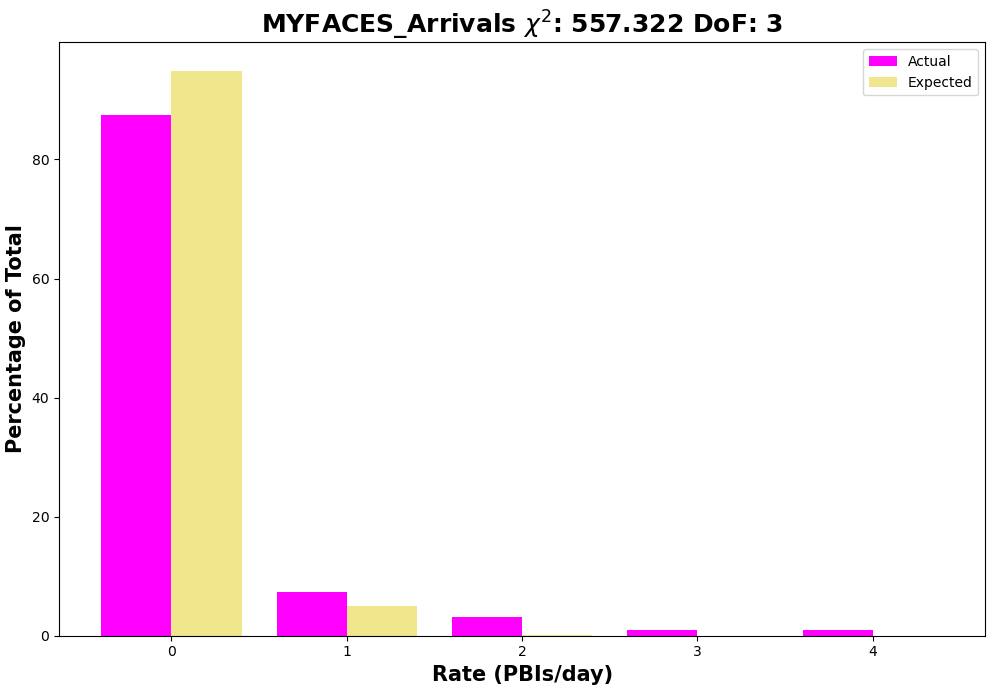 MYFACES_Arrivals χ²: 557.322 DoF: 3
Actual
Expected
Percentage of Total
80
60
40
20
0
0 1 2 3 4
Rate (PBIs/day)